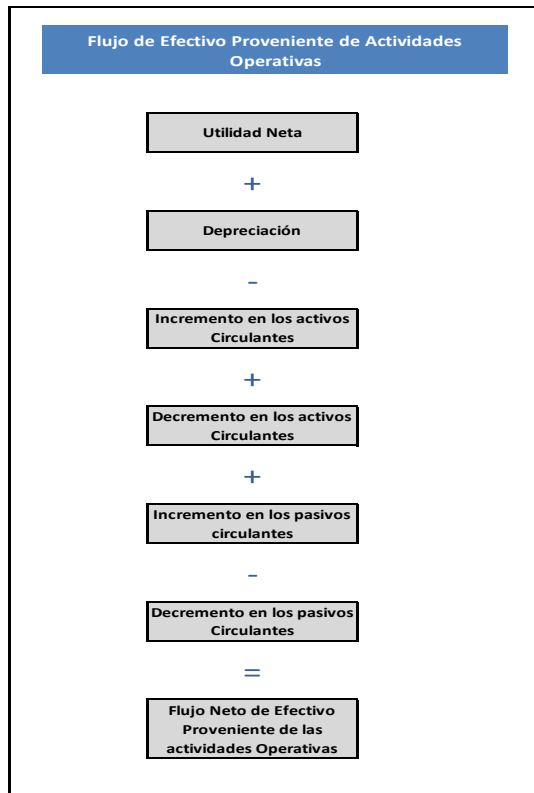 Flujo de Efectivo Proveniente de Actividades
Operativas
Utilidad Neta
+
Depreciación
-
Incremento en los activos
Circulantes
+
Decremento en los activos
Circulantes
+
Incremento en los pasivos
circulantes
-
Decremento en los pasivos
Circulantes
=
Flujo Neto de Efectivo
Proveniente de las
actividades Operativas